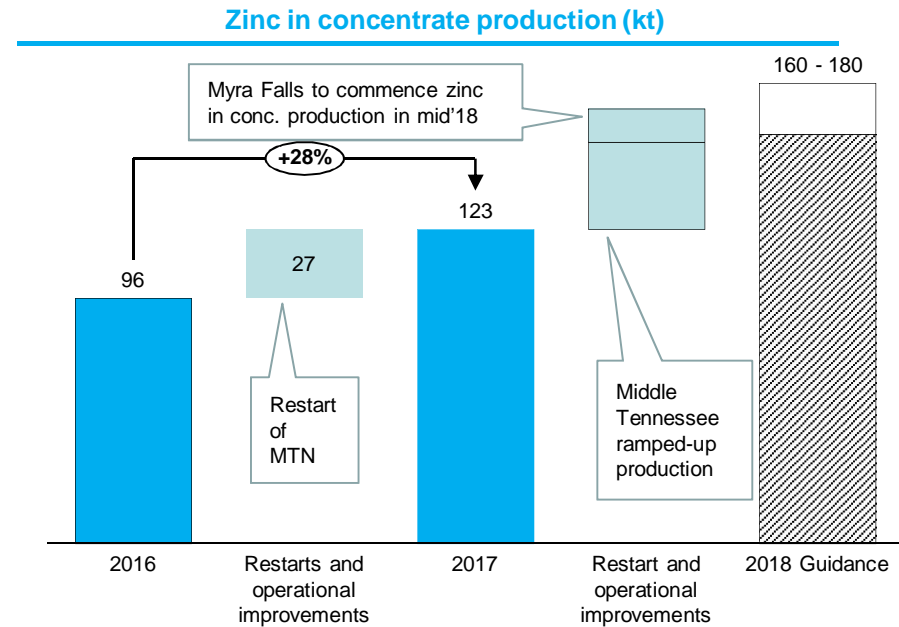 Zinc in concentrate production (kt)
160 - 180
Myra Falls to commence zinc
in conc. production in mid'18
+28%
123
96
27
Restart
of
MTN
Middle
Tennessee
ramped-up
production
2016
Restarts and
operational
improvements
2017
Restart and
operational
improvements
2018 Guidance